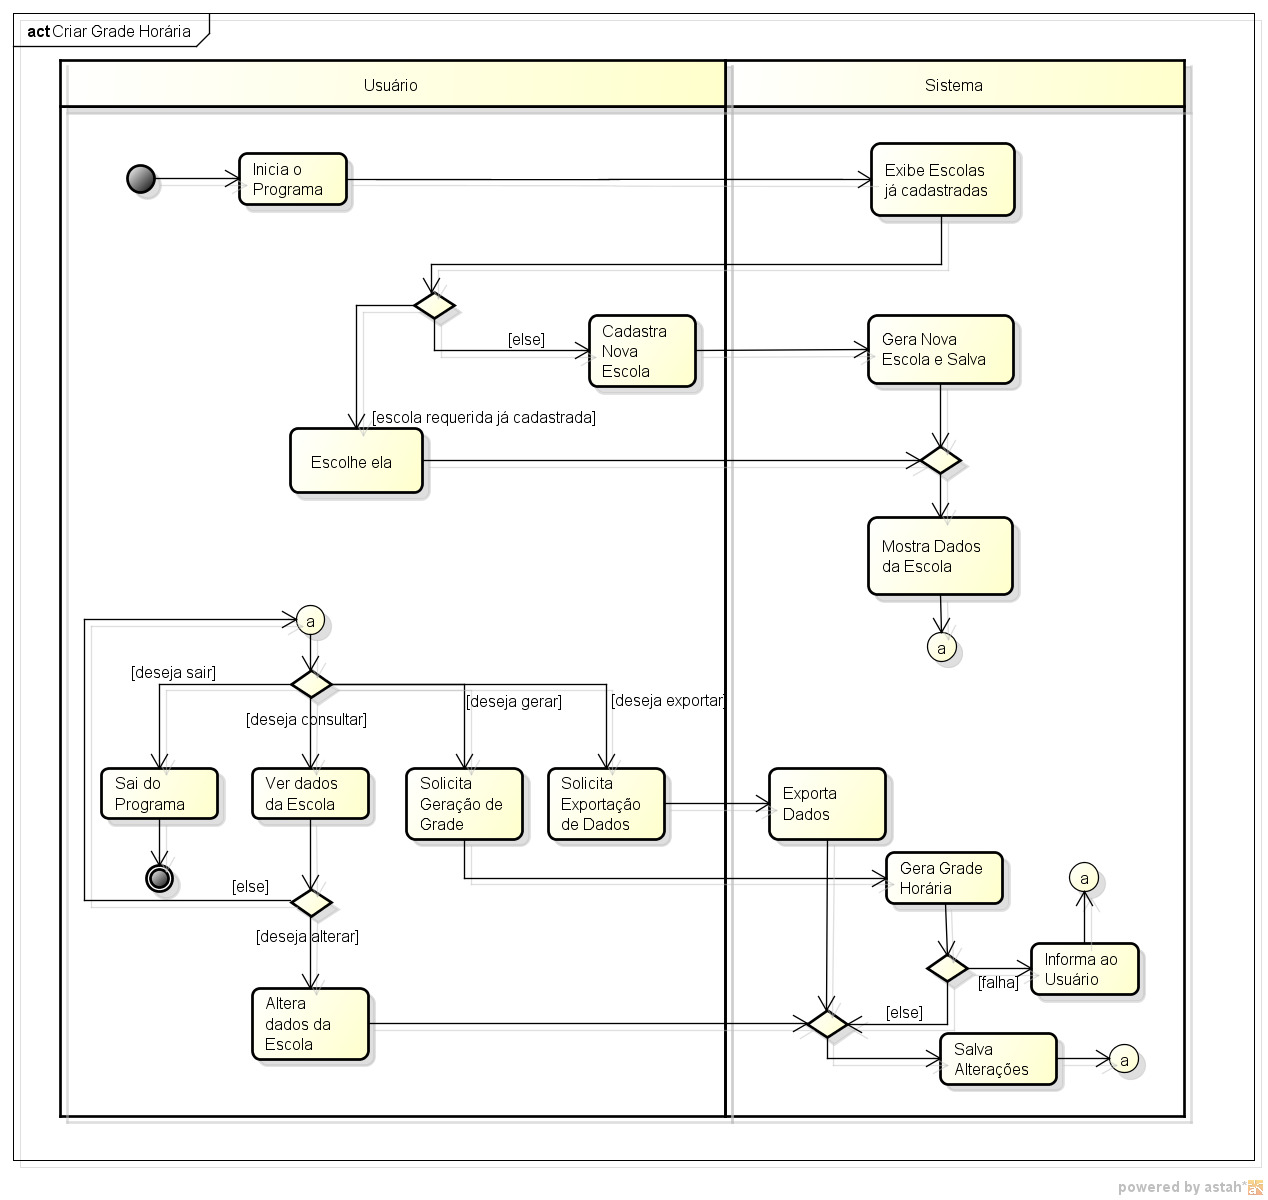 act Criar Grade Horária
Usuário
Sistema
Inicia o
Programa
Exibe Escolas
já cadastradas
[else]
Cadastra
Nova
Escola
Gera Nova
Escola e Salva
[escola requerida já cadastrada]
Escolhe ela
Mostra Dados
da Escola
a
a
[deseja sair]
[deseja consultar]
[deseja gerar]
[deseja exportar]
Sai do
Programa
Ver dados
da Escola
Solicita
Geração de
Grade
Solicita
Exportação
de Dados
Exporta
Dados
Gera Grade
Horária
a
[else]
[deseja alterar]
Informa ao
Usuário
[falha]
[else]
Altera
dados da
Escola
Salva
Alterações
a
powered by astah*